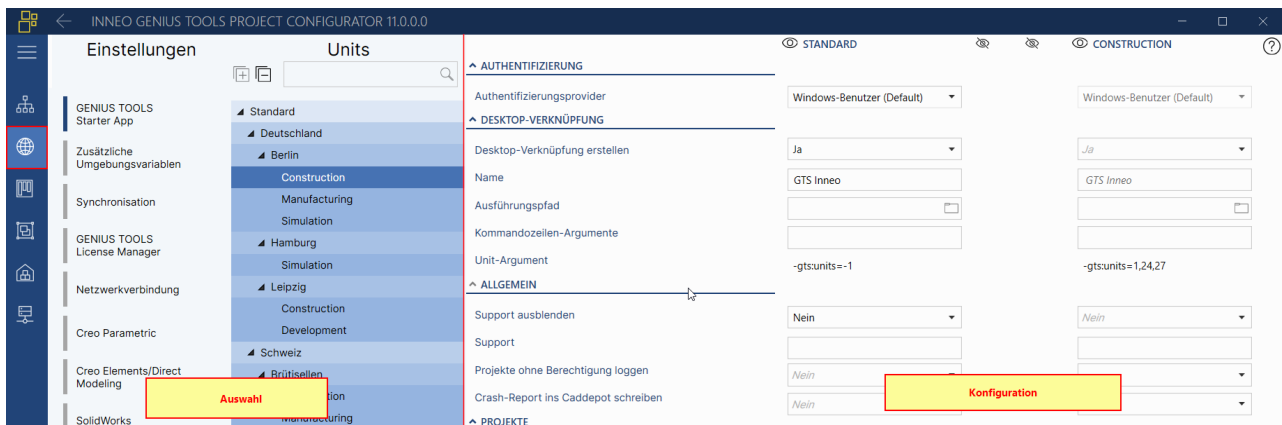 INNEO GENIUS TOOLS PROJECT CONFIGURATOR 11.0.0.0
Einstellungen
GENIUS TOOLS
Starter App
Zusätzliche
Umgebungsvariablen
Synchronisation
GENIUS TOOLS
License Manager
Netzwerkverbindung
Creo Parametric
Creo Elements/Direct
Modeling
SolidWorks
Units
Standard
Deutschland
Berlin
Construction
Manufacturing
Simulation
Hamburg
Simulation
Leipzig
Construction
Development
Schweiz
Brütisellen
Manufacturing
Auswahl
STANDARD
CONSTRUCTION
AUTHENTIFIZIERUNG
Authentifizierungsprovider
Windows-Benutzer (Default)
Windows-Benutzer (Default)
DESKTOP-VERKNÜPFUNG
Desktop-Verknüpfung erstellen
Ja
Ja
Name
GTS Inneo
GTS Inneo
Ausführungspfad
Kommandozeilen-Argumente
Unit-Argument
-gts:units=-1
-gts:units=1,24,27
ALLGEMEIN
Support ausblenden
Nein
Nein
Support
Projekte ohne Berechtigung loggen
Nein
Crash-Report ins Caddepot schreiben
Nein
PROJEKTE
Konfiguration